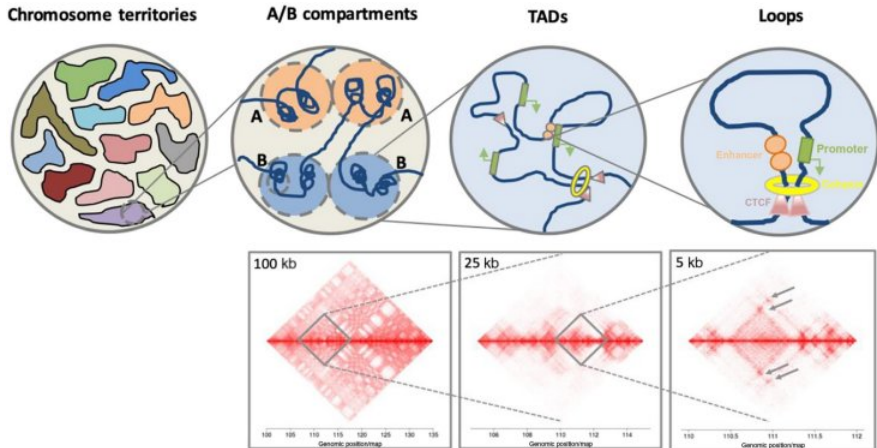 Chromosome territories
A/B compartments
TADs
Loops
A
A
B
B
Enhancer
Promoter
CTCF
100 kb
25 kb
5 kb
100 105 110 115 120 125 130 135
Genomic position/map
106 108 110 112 114
Genomic position/map
110 110.5 111 111.5 112
Genomic position/map